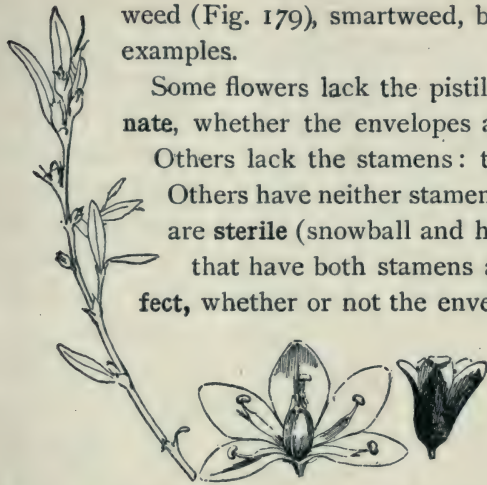 weed (Fig. 179), smartweed, b
examples.
Some flowers lack the pistil
nate, whether the envelopes a
Others lack the stamens: t
Others have neither stamen
are sterile (snowball and h
that have both stamens a
fect, whether or not the enve